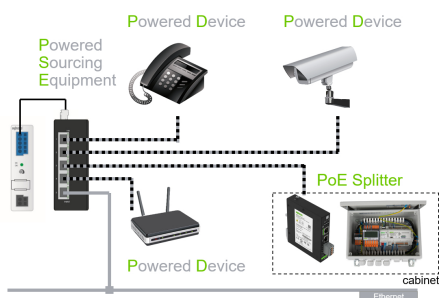 Powered Device
Powered Device
Powered
Sourcing
Equipment
PoE Splitter
Powered Device
cabinet
Ethernet